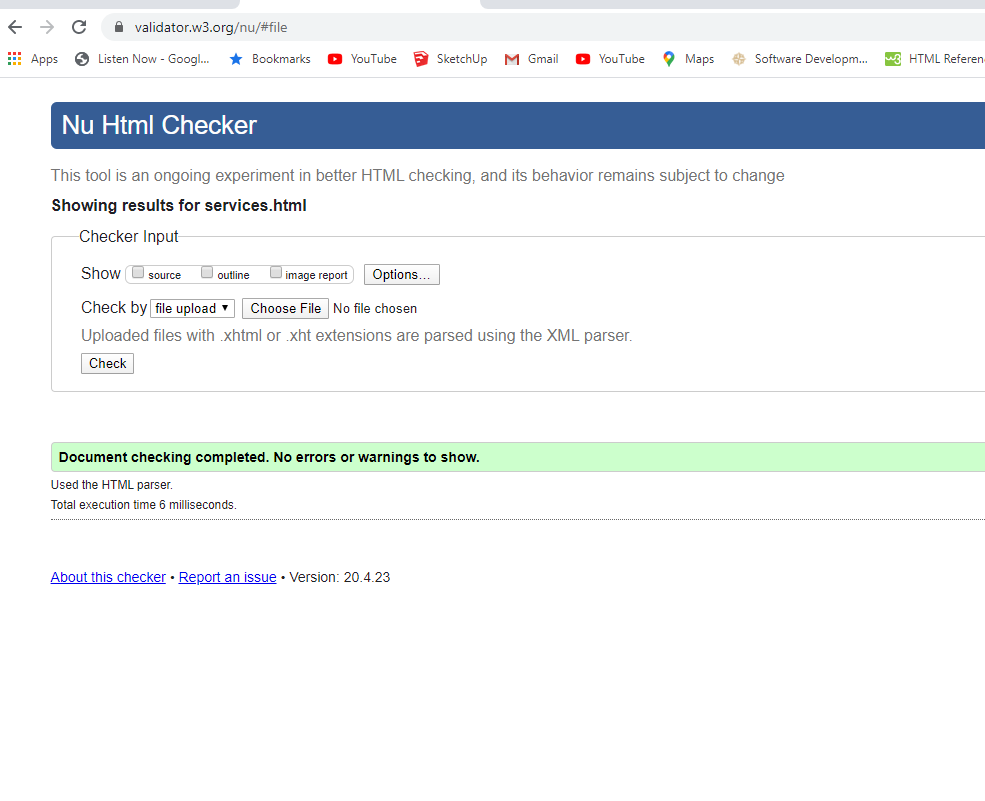 validator.w3.org/nu/#file
Apps Listen Now - Googl... Bookmarks YouTube SketchUp Gmail YouTube Maps Software Developm... HTML Referen
Nu Html Checker
This tool is an ongoing experiment in better HTML checking, and its behavior remains subject to change
Showing results for services.html
Checker Input
Show source outline image report Options...
Check by file upload Choose File No file chosen
Uploaded files with .xhtml or .xht extensions are parsed using the XML parser.
Check
Document checking completed. No errors or warnings to show.
Used the HTML parser.
Total execution time 6 milliseconds.
About this checker • Report an issue • Version: 20.4.23